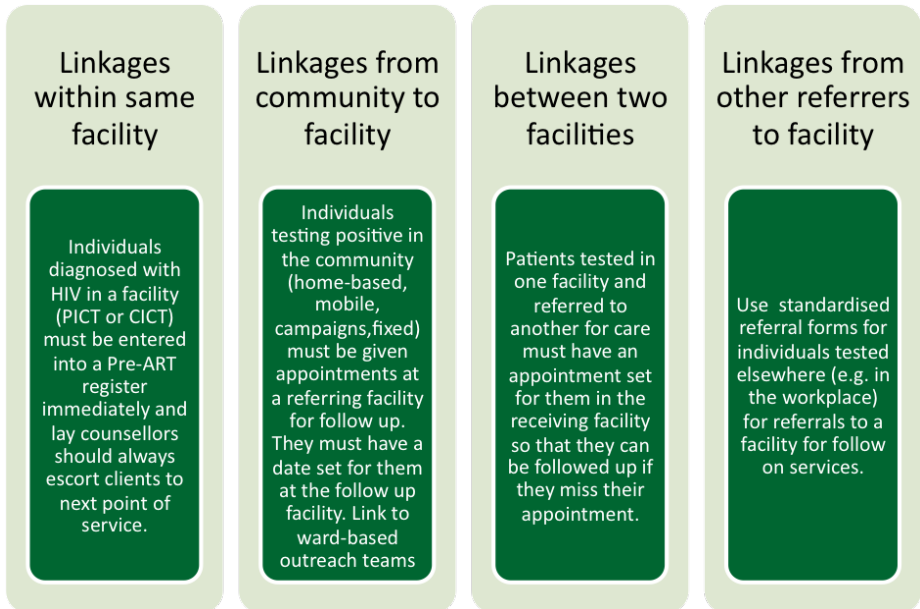 Linkages
within same
facility
Individuals
diagnosed with
HIV in a facility
(PICT or CICT)
must be entered
into a Pre-ART
register
immediately and
lay counsellors
should always
escort clients to
next point of
service.
Linkages from
community to
facility
Individuals
testing positive in
the community
(home-based,
mobile,
campaigns,fixed)
must be given
appointments at
a referring facility
for follow up.
They must have a
date set for them
at the follow up
facility. Link to
ward-based
outreach teams
Linkages
between two
facilities
Patients tested in
one facility and
referred to
another for care
must have an
appointment set
for them in the
receiving facility
so that they can
be followed up if
they miss their
appointment.
Linkages from
other referrers
to facility
Use  standardised
referral forms for
individuals tested
elsewhere (e.g. in
the workplace)
for referrals to a
facility for follow
on services.